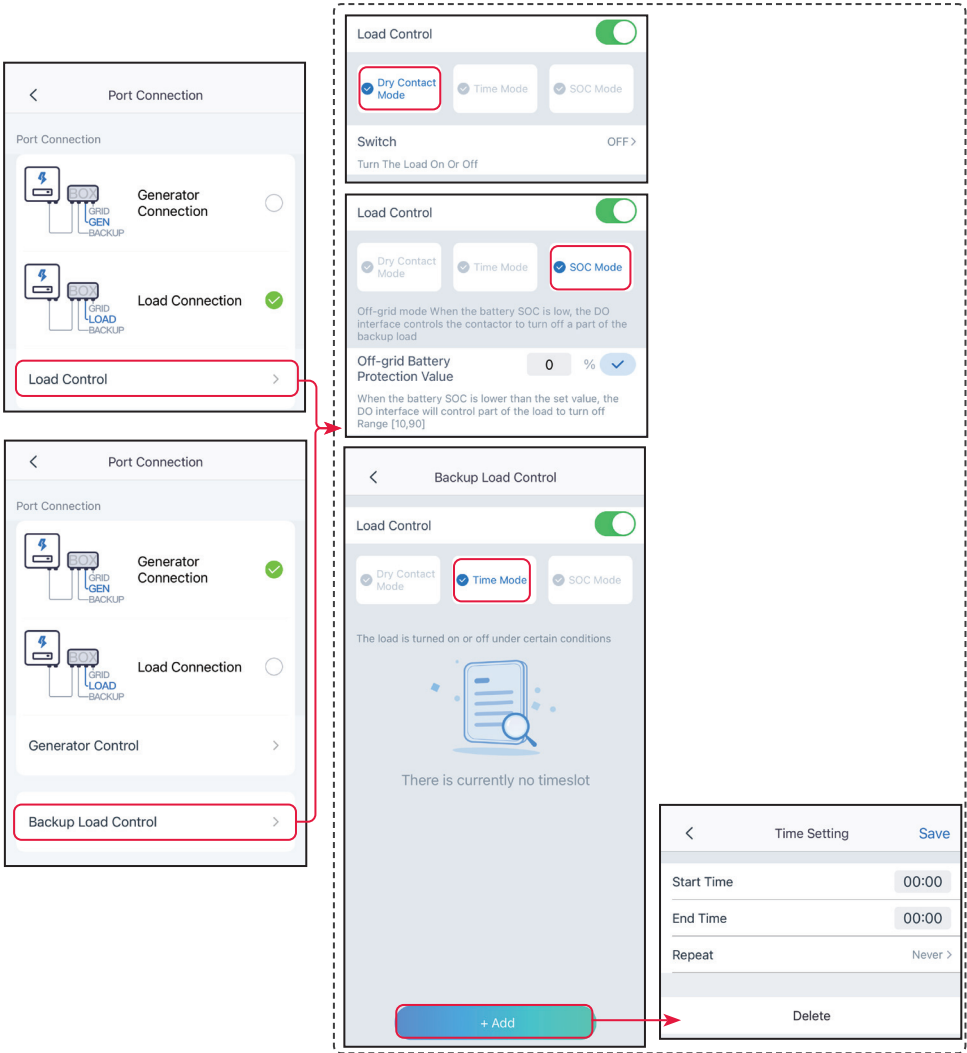 Port Connection
Port Connection
BOX
GRID
GEN
BACKUP
Generator
Connection
BOX
GRID
LOAD
BACKUP
Load Connection
Load Control
Port Connection
Port Connection
BOX
GRID
GEN
BACKUP
Generator
Connection
BOX
GRID
LOAD
BACKUP
Load Connection
Generator Control
Backup Load Control
Load Control
Dry Contact
Mode
Time Mode
SOC Mode
Switch
OFF
Turn The Load On Or Off
Load Control
Dry Contact
Mode
Time Mode
SOC Mode
Off-grid mode When the battery SOC is low, the DO
interface controls the contactor to turn off a part of the
backup load
Off-grid Battery
Protection Value
0 %
When the battery SOC is lower than the set value, the
DO interface will control part of the load to turn off
Range [10,90]
Backup Load Control
Load Control
Dry Contact
Mode
Time Mode
SOC Mode
The load is turned on or off under certain conditions
There is currently no timeslot
+ Add
Time Setting
Save
Start Time
00:00
End Time
00:00
Repeat
Never
Delete